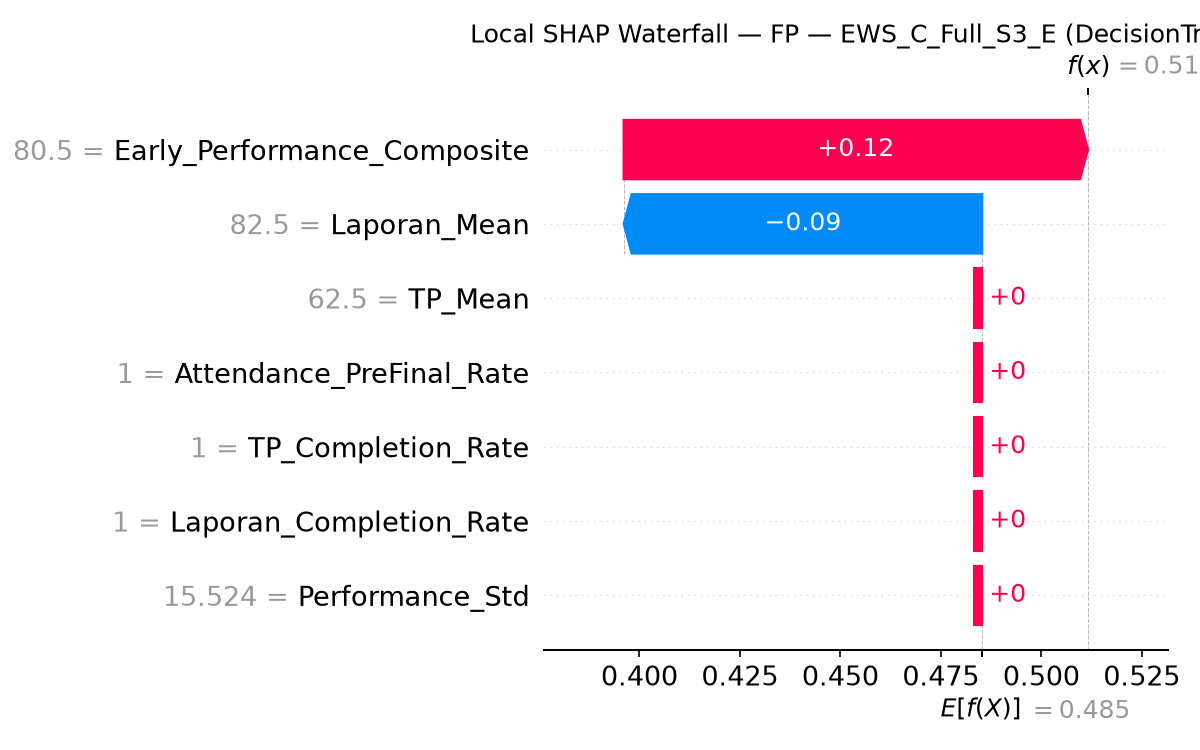 Local SHAP Waterfall — FP — EWS_C_Full_S3_E (DecisionTr
f(x) = 0.51
80.5 = Early_Performance_Composite
+0.12
82.5 = Laporan_Mean
−0.09
62.5 = TP_Mean
+0
1 = Attendance_PreFinal_Rate
+0
1 = TP_Completion_Rate
+0
1 = Laporan_Completion_Rate
+0
15.524 = Performance_Std
+0
0.400 0.425 0.450 0.475 0.500 0.525
E[f(X)] = 0.485